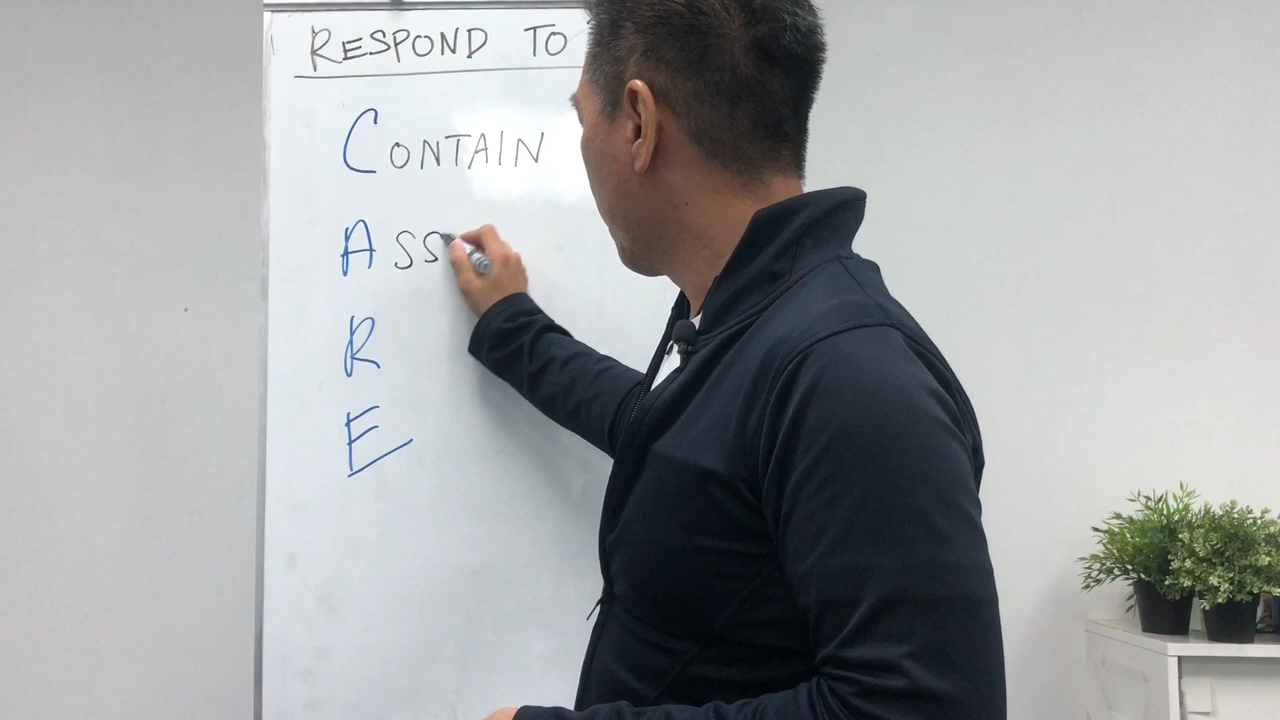 RESPOND TO
CONTAIN
ASS
R
E